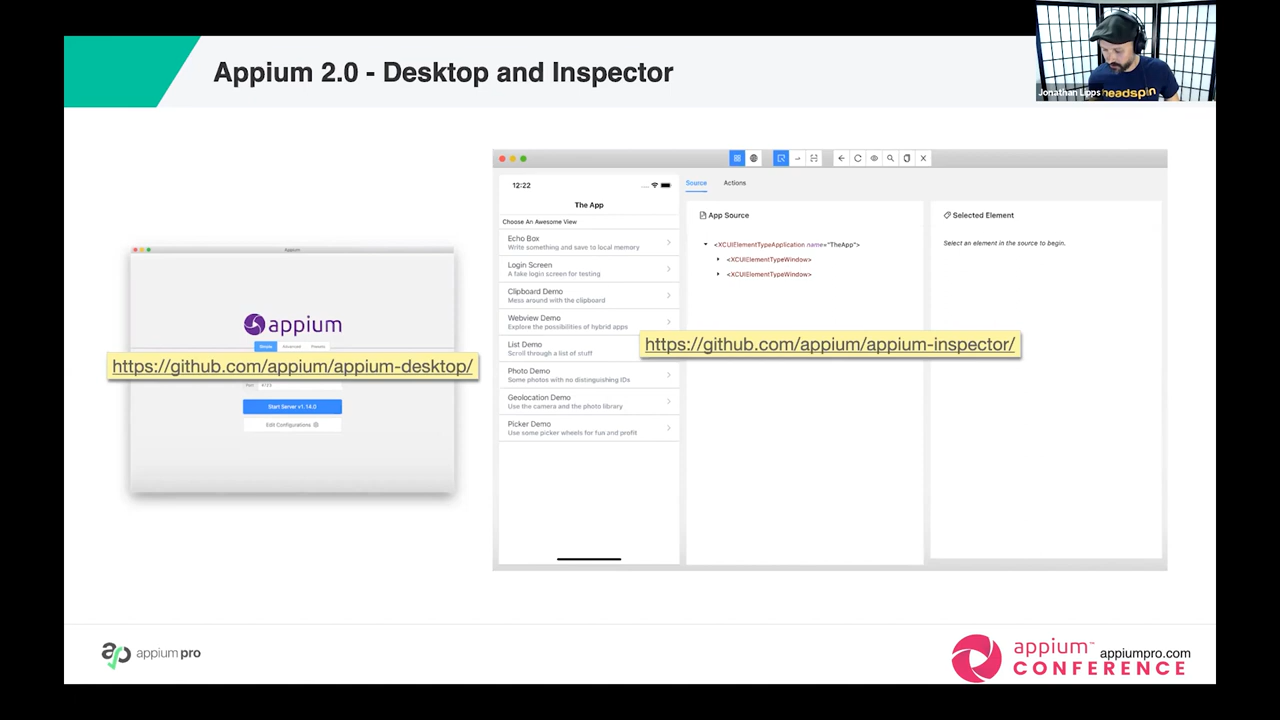 Appium 2.0 - Desktop and Inspector
Jonathan Lipps
headspin
Appium
appium
Simple
Advanced
Presets
https://github.com/appium/appium-desktop/
Start Server v1.14.0
Edit Configurations
12:22
The App
Choose An Awesome View
Echo Box
Write something and save to local memory
Login Screen
A fake login screen for testing
Clipboard Demo
Mess around with the clipboard
Webview Demo
Explore the possibilities of hybrid apps
List Demo
Scroll through a list of stuff
Photo Demo
Some photos with no distinguishing IDs
Geolocation Demo
Use the camera and the photo library
Picker Demo
Use some picker wheels for fun and profit
Source
Actions
App Source
<XCUIElementTypeApplication name="TheApp">
<XCUIElementTypeWindow>
<XCUIElementTypeWindow>
https://github.com/appium/appium-inspector/
Selected Element
Select an element in the source to begin.
appium pro
appium™
CONFERENCE
appiumpro.com